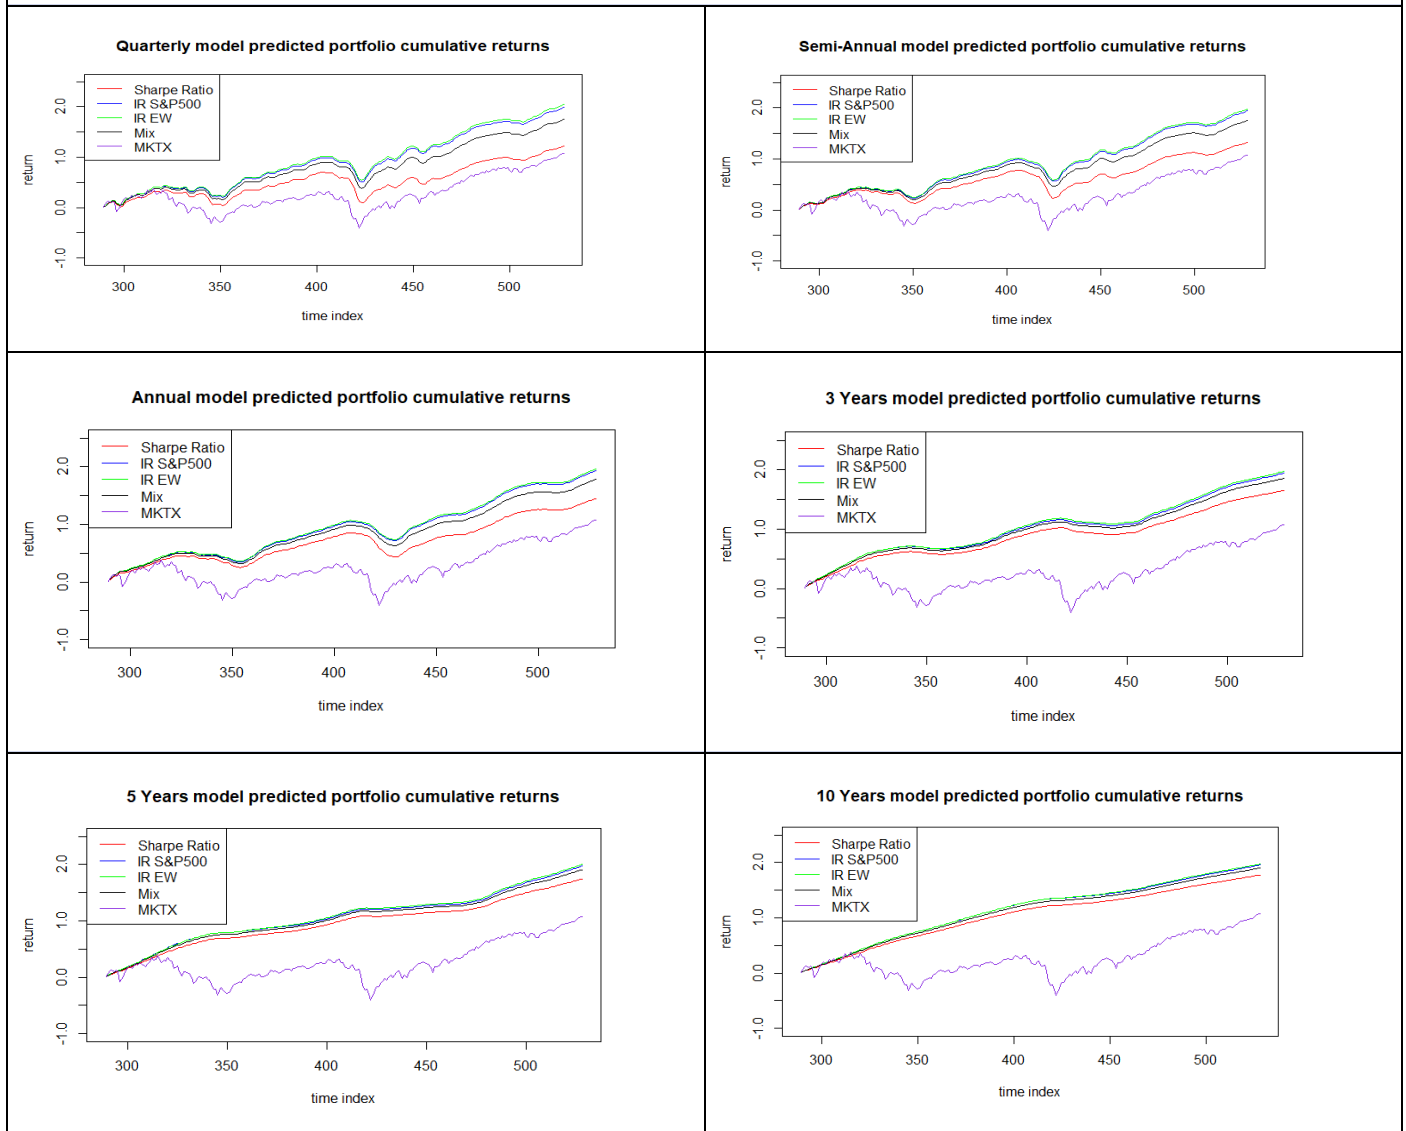 Quarterly model predicted portfolio cumulative returns
Sharpe Ratio
IR S&P500
IR EW
Mix
MKTX
return
2.0
1.0
0.0
-1.0
300
350
400
450
500
time index
Semi-Annual model predicted portfolio cumulative returns
Sharpe Ratio
IR S&P500
IR EW
Mix
MKTX
return
2.0
1.0
0.0
-1.0
300
350
400
450
500
time index
Annual model predicted portfolio cumulative returns
Sharpe Ratio
IR S&P500
IR EW
Mix
MKTX
return
2.0
1.0
0.0
-1.0
300
350
400
450
500
time index
3 Years model predicted portfolio cumulative returns
Sharpe Ratio
IR S&P500
IR EW
Mix
MKTX
return
2.0
1.0
0.0
-1.0
300
350
400
450
500
time index
5 Years model predicted portfolio cumulative returns
Sharpe Ratio
IR S&P500
IR EW
Mix
MKTX
return
2.0
1.0
0.0
-1.0
300
350
400
450
500
time index
10 Years model predicted portfolio cumulative returns
Sharpe Ratio
IR S&P500
IR EW
Mix
MKTX
return
2.0
1.0
0.0
-1.0
300
350
400
450
500
time index